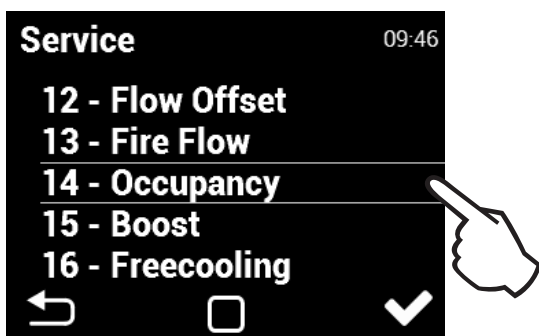 Service
09:46
12 - Flow Offset
13 - Fire Flow
14 - Occupancy
15 - Boost
16 - Freecooling